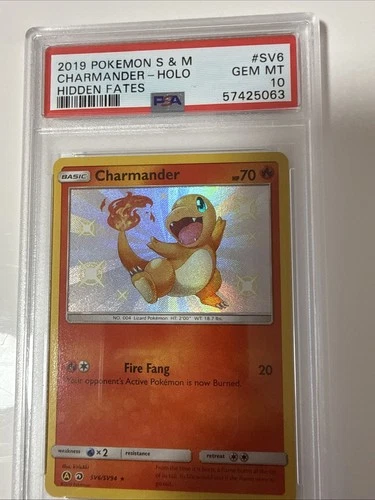 2019 POKEMON S & M #SV6
CHARMANDER - HOLO GEM MT
HIDDEN FATES 10
PSA 57425063
BASIC Charmander HP70
NO. 004 Lizard Pokémon HT: 2'00" WT: 18.7 lbs.
Fire Fang 20
Your opponent's Active Pokémon is now Burned.
weakness ×2 resistance retreat
SV6/SV94